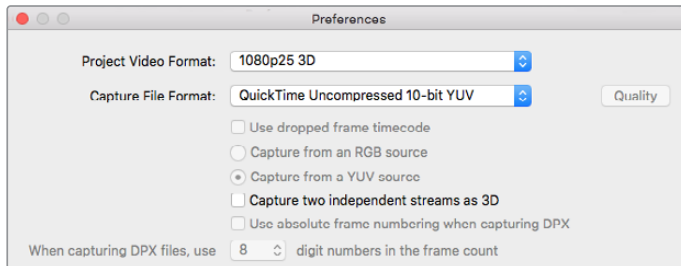 Preferences
Project Video Format: 1080p25 3D
Capture File Format: QuickTime Uncompressed 10-bit YUV Quality
Use dropped frame timecode
Capture from an RGB source
Capture from a YUV source
Capture two independent streams as 3D
Use absolute frame numbering when capturing DPX
When capturing DPX files, use 8 digit numbers in the frame count